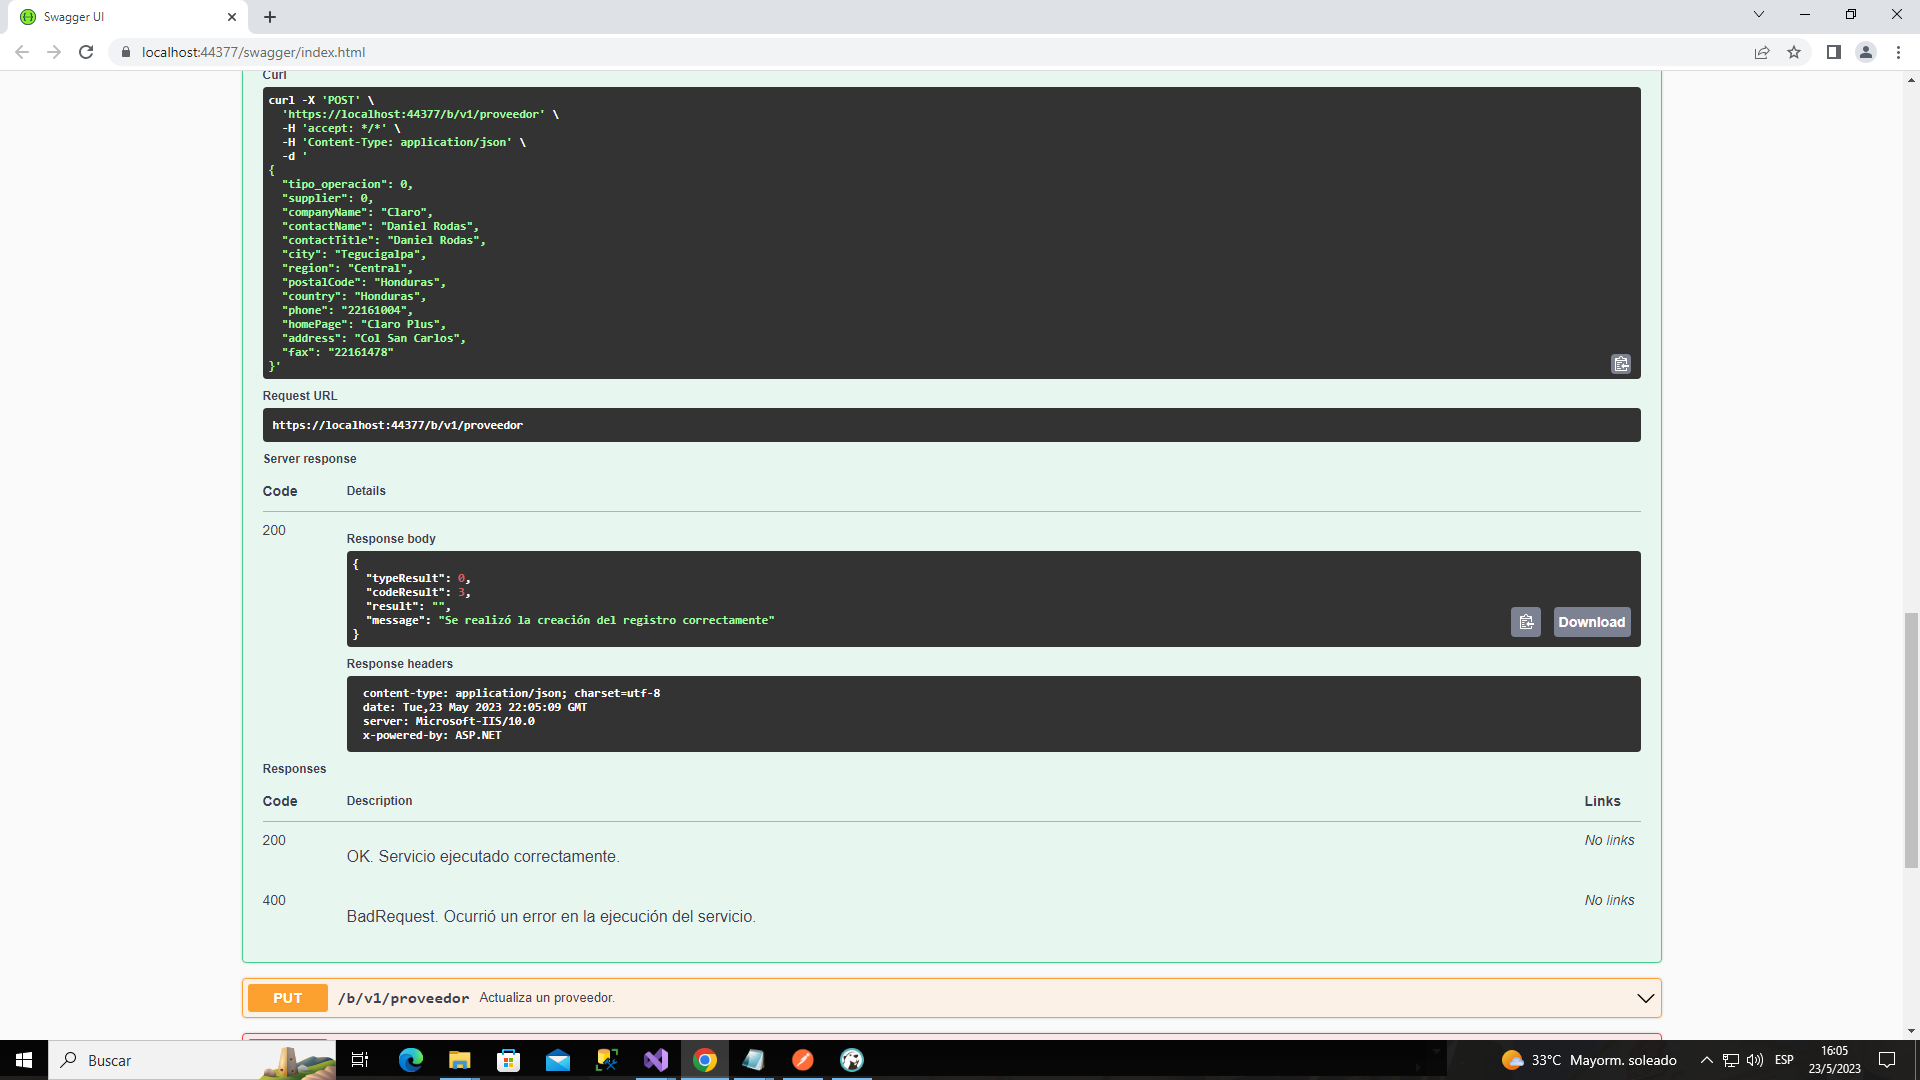 Swagger UI
localhost:44377/swagger/index.html
Curl
curl -X 'POST' \
'https://localhost:44377/b/v1/proveedor' \
-H 'accept: */*' \
-H 'Content-Type: application/json' \
-d '
{
"tipo_operacion": 0,
"supplier": 0,
"companyName": "Claro",
"contactName": "Daniel Rodas",
"contactTitle": "Daniel Rodas",
"city": "Tegucigalpa",
"region": "Central",
"postalCode": "Honduras",
"country": "Honduras",
"phone": "22161004",
"homePage": "Claro Plus",
"address": "Col San Carlos",
"fax": "22161478"
}'
Request URL
https://localhost:44377/b/v1/proveedor
Server response
Code Details
200
Response body
{
"typeResult": 0,
"codeResult": 3,
"result": "",
"message": "Se realizó la creación del registro correctamente"
}
Download
Response headers
content-type: application/json; charset=utf-8
date: Tue,23 May 2023 22:05:09 GMT
server: Microsoft-IIS/10.0
x-powered-by: ASP.NET
Responses
Code Description Links
200 No links
OK. Servicio ejecutado correctamente.
400 No links
BadRequest. Ocurrió un error en la ejecución del servicio.
PUT /b/v1/proveedor Actualiza un proveedor.
Buscar
33°C Mayorm. soleado
ESP
16:05
23/5/2023